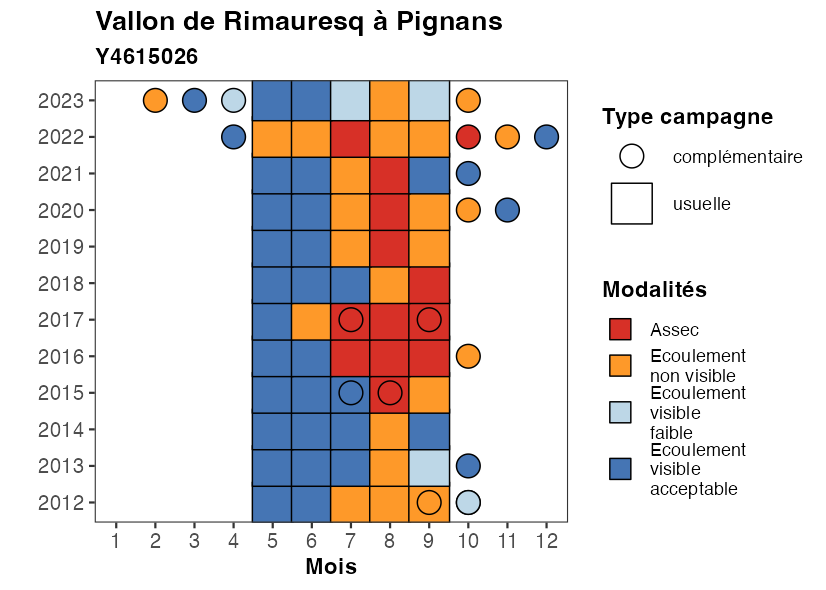 Vallon de Rimauresq à Pignans
Y4615026
2023
2022
2021
2020
2019
2018
2017
2016
2015
2014
2013
2012
1 2 3 4 5 6 7 8 9 10 11 12
Mois
Type campagne
complémentaire
usuelle
Modalités
Assec
Ecoulement
non visible
Ecoulement
visible
faible
Ecoulement
visible
acceptable